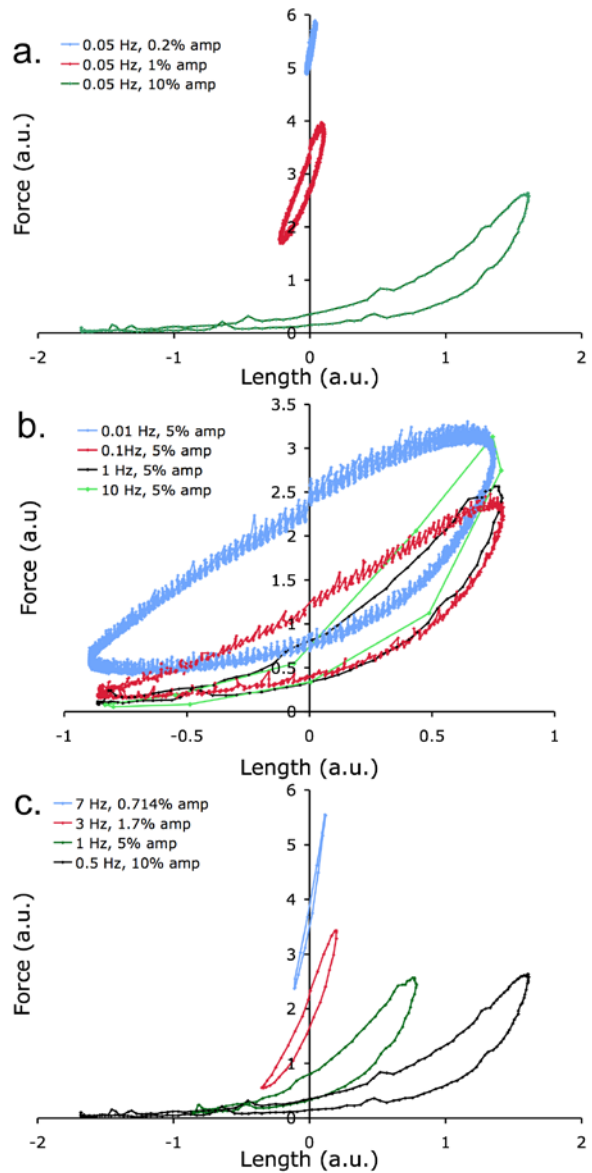 a.
0.05 Hz, 0.2% amp
0.05 Hz, 1% amp
0.05 Hz, 10% amp
Force (a.u.)
6
5
4
3
2
1
0
-2
-1
0
1
2
Length (a.u.)
b.
0.01 Hz, 5% amp
0.1Hz, 5% amp
1 Hz, 5% amp
10 Hz, 5% amp
Force (a.u)
3.5
3
2.5
2
1.5
1
0.5
0
-1
-0.5
0
0.5
1
Length (a.u.)
c.
7 Hz, 0.714% amp
3 Hz, 1.7% amp
1 Hz, 5% amp
0.5 Hz, 10% amp
Force (a.u.)
6
5
4
3
2
1
0
-2
-1
0
1
2
Length (a.u.)